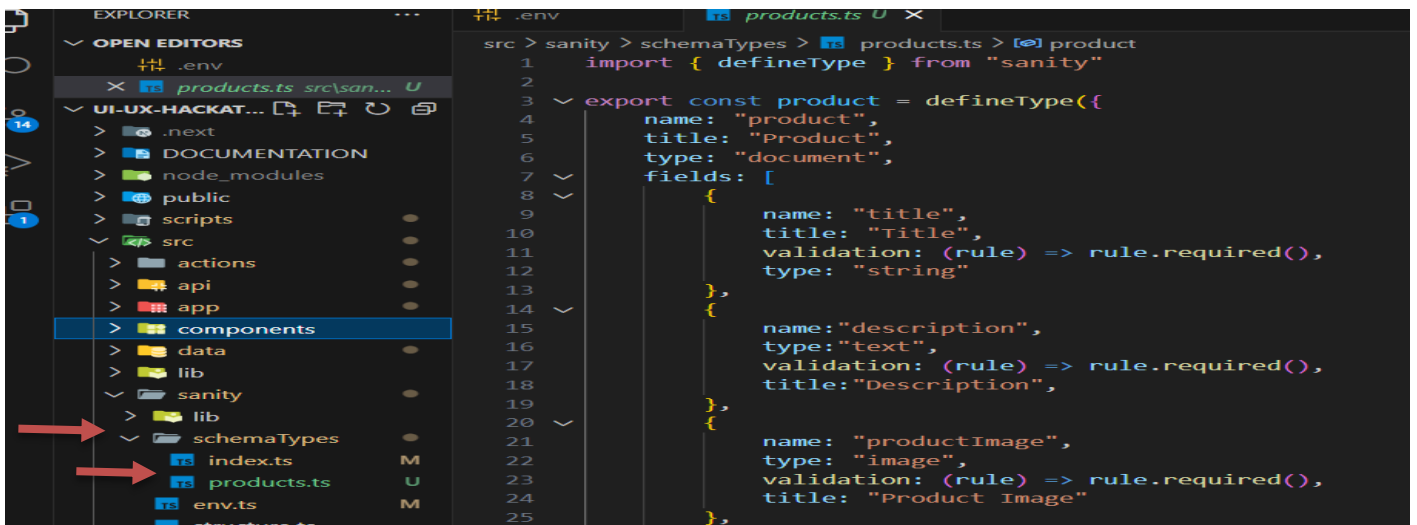 EXPLORER ...
OPEN EDITORS
.env
products.ts src\san... U
UI-UX-HACKAT...
.next
DOCUMENTATION
node_modules
public
scripts
src
actions
api
app
components
data
lib
sanity
lib
schemaTypes
index.ts M
products.ts U
env.ts M
14
1
.env
products.ts U
src > sanity > schemaTypes > TS products.ts > product
1 import { defineType } from "sanity"
2
3 export const product = defineType({
4 name: "product",
5 title: "Product",
6 type: "document",
7 fields: [
8 {
9 name: "title",
10 title: "Title",
11 validation: (rule) => rule.required(),
12 type: "string"
13 },
14 {
15 name:"description",
16 type:"text",
17 validation: (rule) => rule.required(),
18 title:"Description",
19 },
20 {
21 name: "productImage",
22 type: "image",
23 validation: (rule) => rule.required(),
24 title: "Product Image"
25 },